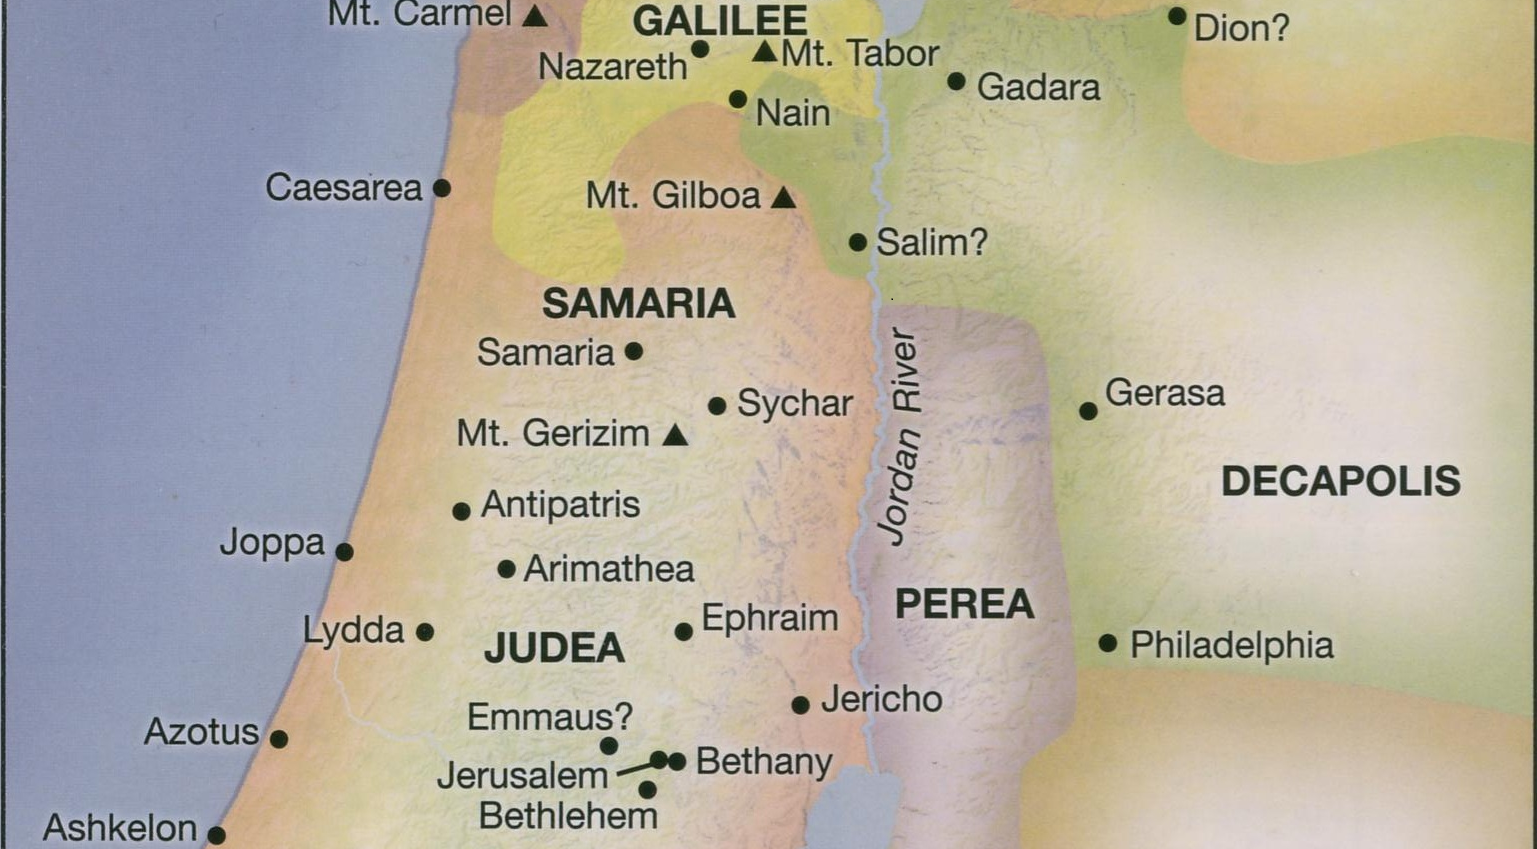 Mt. Carmel
GALILEE
Dion?
Nazareth
Mt. Tabor
Gadara
Nain
Caesarea
Mt. Gilboa
Salim?
SAMARIA
Samaria
Jordan River
Gerasa
Sychar
Mt. Gerizim
DECAPOLIS
Antipatris
Joppa
Arimathea
PEREA
Ephraim
Lydda
JUDEA
Philadelphia
Jericho
Emmaus?
Azotus
Jerusalem
Bethany
Bethlehem
Ashkelon